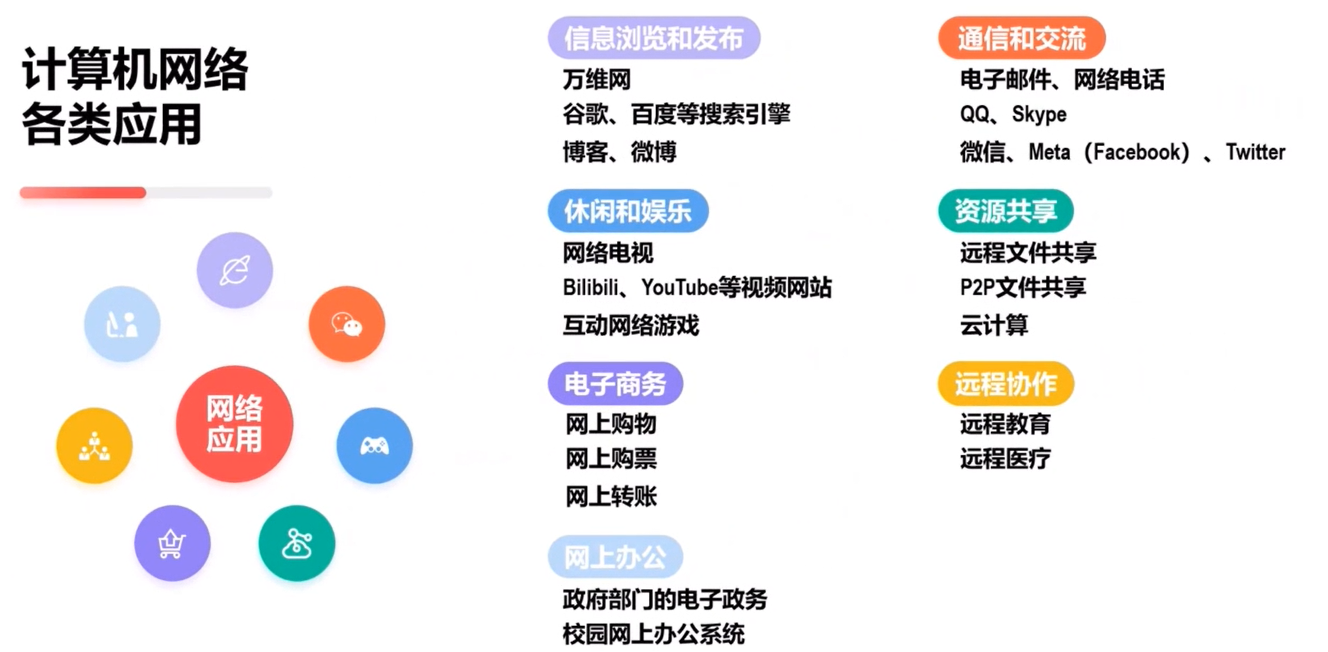 计算机网络
各类应用
网络
应用
信息浏览和发布
万维网
谷歌、百度等搜索引擎
博客、微博
休闲和娱乐
网络电视
Bilibili、YouTube等视频网站
互动网络游戏
电子商务
网上购物
网上购票
网上转账
网上办公
政府部门的电子政务
校园网上办公系统
通信和交流
电子邮件、网络电话
QQ、Skype
微信、Meta（Facebook）、Twitter
资源共享
远程文件共享
P2P文件共享
云计算
远程协作
远程教育
远程医疗